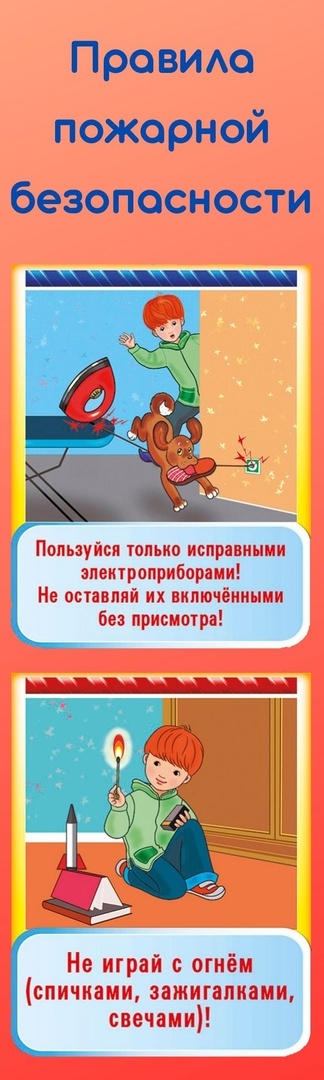 Правила
пожарной
безопасности
Пользуйся только исправными
электроприборами!
Не оставляй их включёнными
без присмотра!
Не играй с огнём
(спичками, зажигалками,
свечами)!